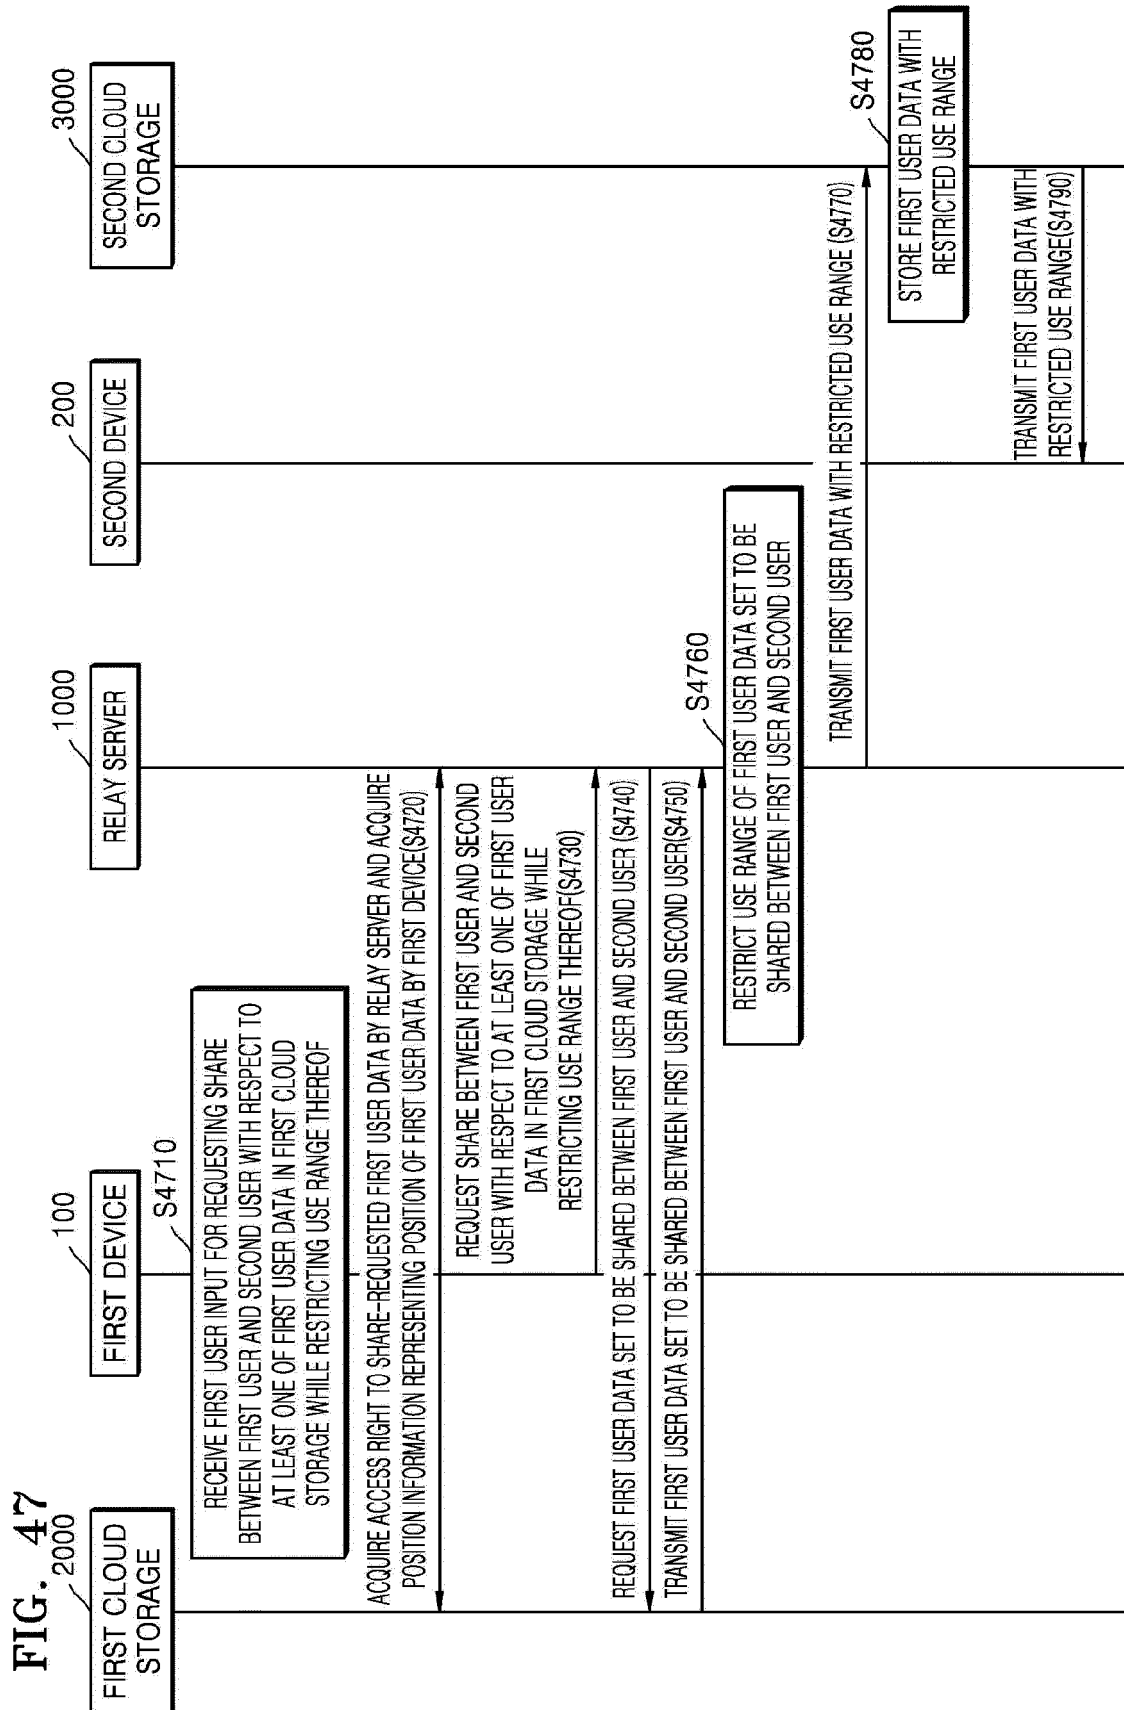 FIG. 47
2000
FIRST CLOUD
STORAGE
100
FIRST DEVICE
1000
RELAY SERVER
200
SECOND DEVICE
3000
SECOND CLOUD
STORAGE
S4710
RECEIVE FIRST USER INPUT FOR REQUESTING SHARE
BETWEEN FIRST USER AND SECOND USER WITH RESPECT TO
AT LEAST ONE OF FIRST USER DATA IN FIRST CLOUD
STORAGE WHILE RESTRICTING USE RANGE THEREOF
ACQUIRE ACCESS RIGHT TO SHARE-REQUESTED FIRST USER DATA BY RELAY SERVER AND ACQUIRE
POSITION INFORMATION REPRESENTING POSITION OF FIRST USER DATA BY FIRST DEVICE(S4720)
REQUEST SHARE BETWEEN FIRST USER AND SECOND
USER WITH RESPECT TO AT LEAST ONE OF FIRST USER
DATA IN FIRST CLOUD STORAGE WHILE
RESTRICTING USE RANGE THEREOF(S4730)
REQUEST FIRST USER DATA SET TO BE SHARED BETWEEN FIRST USER AND SECOND USER (S4740)
TRANSMIT FIRST USER DATA SET TO BE SHARED BETWEEN FIRST USER AND SECOND USER(S4750)
S4760
RESTRICT USE RANGE OF FIRST USER DATA SET TO BE
SHARED BETWEEN FIRST USER AND SECOND USER
TRANSMIT FIRST USER DATA WITH RESTRICTED USE RANGE (S4770)
S4780
STORE FIRST USER DATA WITH
RESTRICTED USE RANGE
TRANSMIT FIRST USER DATA WITH
RESTRICTED USE RANGE(S4790)